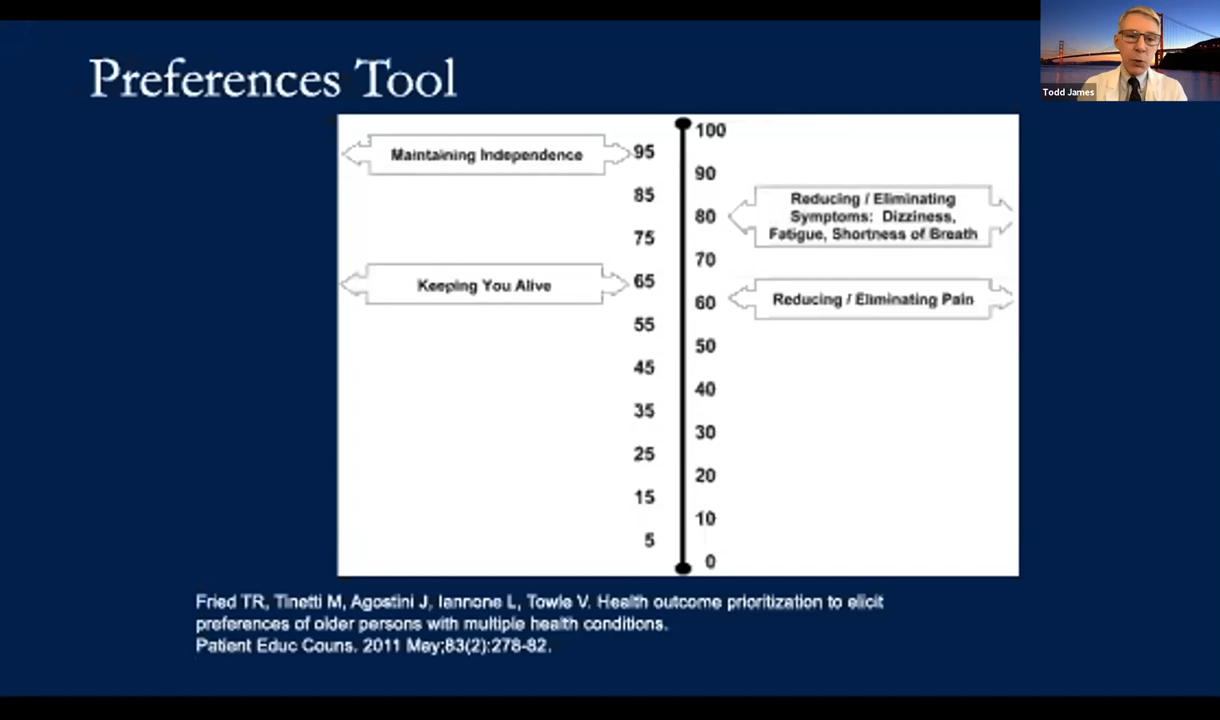 Preferences Tool
Todd James
100
Maintaining Independence
95
90
85
Reducing / Eliminating
Symptoms: Dizziness,
Fatigue, Shortness of Breath
80
75
70
Keeping You Alive
65
Reducing / Eliminating Pain
60
55
50
45
40
35
30
25
20
15
10
5
0
Fried TR, Tinetti M, Agostini J, Iannone L, Towle V. Health outcome prioritization to elicit
preferences of older persons with multiple health conditions.
Patient Educ Couns. 2011 May;83(2):278-82.